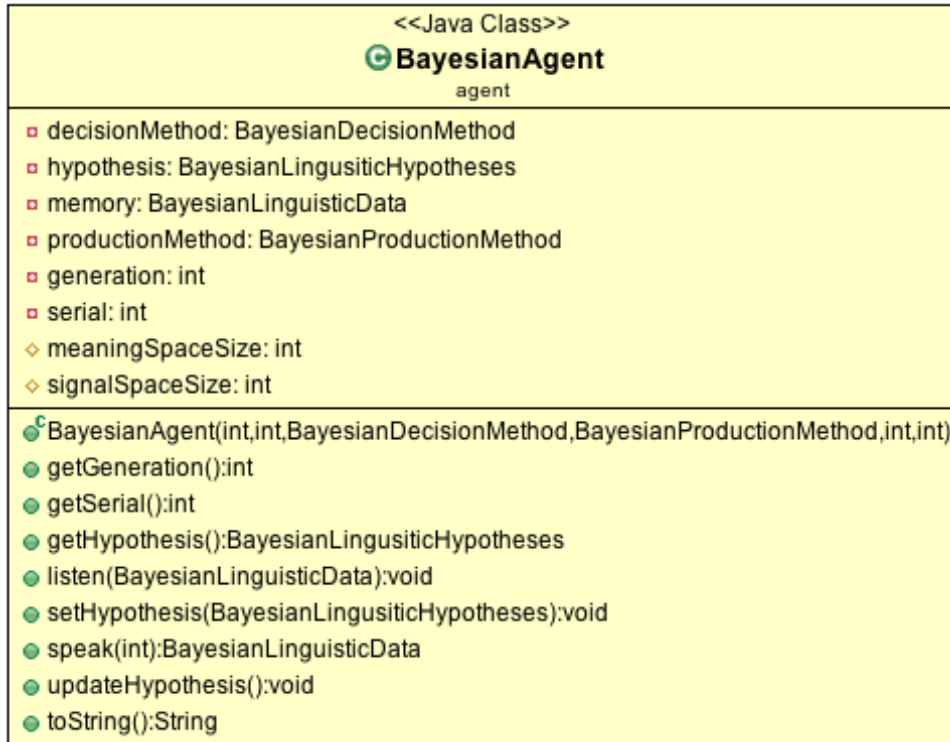 <<Java Class>>
C BayesianAgent
agent
decisionMethod: BayesianDecisionMethod
hypothesis: BayesianLingusiticHypotheses
memory: BayesianLinguisticData
productionMethod: BayesianProductionMethod
generation: int
serial: int
meaningSpaceSize: int
signalSpaceSize: int
c BayesianAgent(int,int,BayesianDecisionMethod,BayesianProductionMethod,int,int)
getGeneration():int
getSerial():int
getHypothesis():BayesianLingusiticHypotheses
listen(BayesianLinguisticData):void
setHypothesis(BayesianLingusiticHypotheses):void
speak(int):BayesianLinguisticData
updateHypothesis():void
toString():String